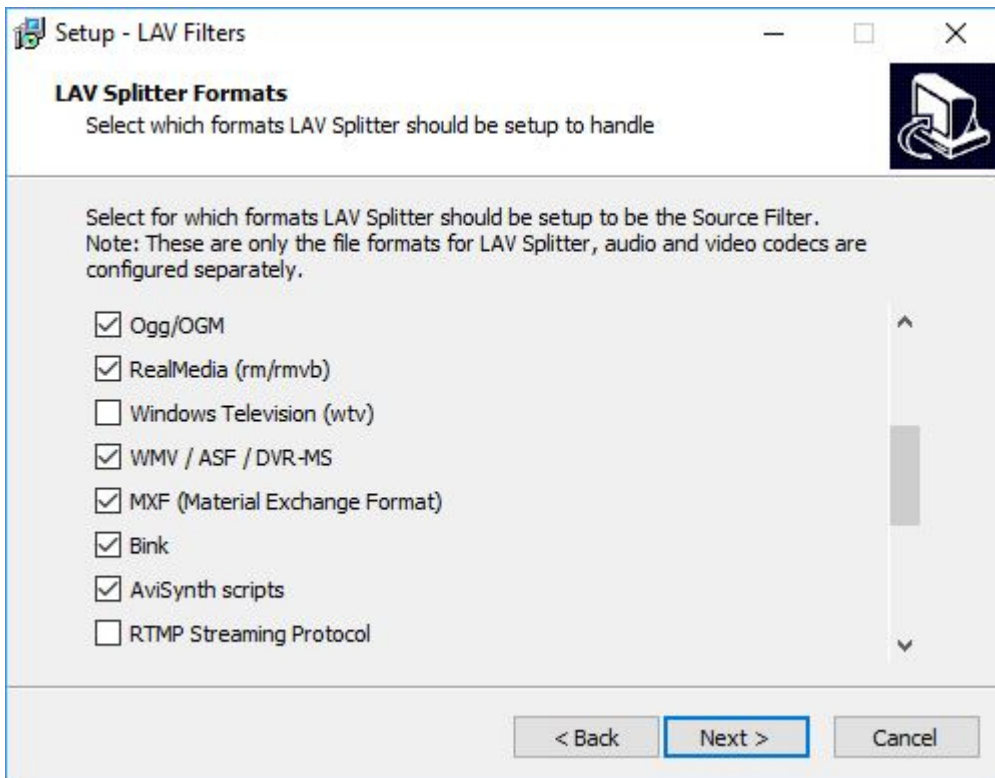 Setup - LAV Filters
LAV Splitter Formats
Select which formats LAV Splitter should be setup to handle
Select for which formats LAV Splitter should be setup to be the Source Filter.
Note: These are only the file formats for LAV Splitter, audio and video codecs are
configured separately.
Ogg/OGM
RealMedia (rm/rmvb)
Windows Television (wtv)
WMV / ASF / DVR-MS
MXF (Material Exchange Format)
Bink
AviSynth scripts
RTMP Streaming Protocol
< Back Next > Cancel